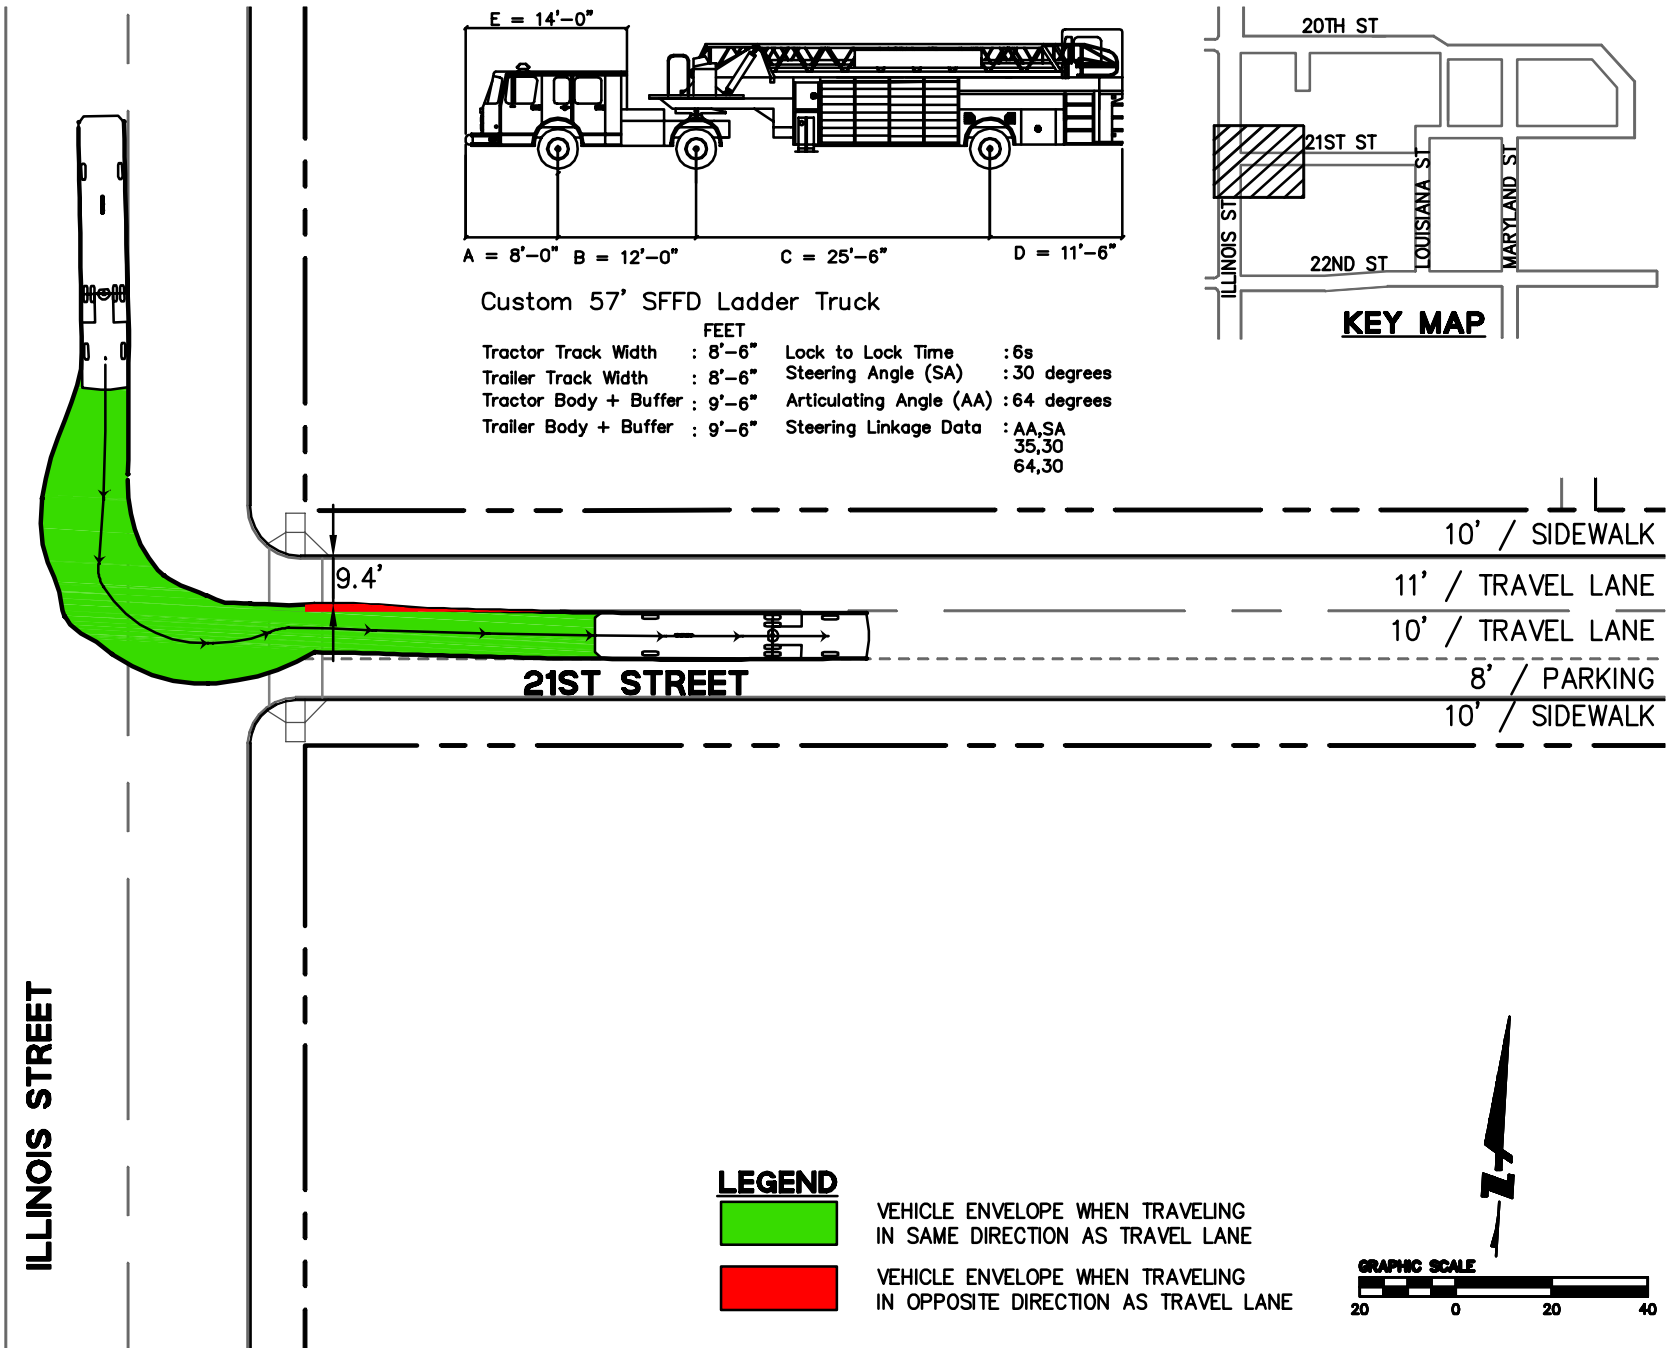 E = 14'-0"
A = 8'-0" B = 12'-0" C = 25'-6" D = 11'-6"
Custom 57' SFFD Ladder Truck
FEET
Tractor Track Width : 8'-6" Lock to Lock Time : 6s
Trailer Track Width : 8'-6" Steering Angle (SA) : 30 degrees
Tractor Body + Buffer : 9'-6" Articulating Angle (AA) : 64 degrees
Trailer Body + Buffer : 9'-6" Steering Linkage Data : AA,SA
35,30
64,30
20TH ST
21ST ST
LOUISIANA ST
MARYLAND ST
ILLINOIS ST
22ND ST
KEY MAP
10' / SIDEWALK
9.4'
11' / TRAVEL LANE
10' / TRAVEL LANE
21ST STREET
8' / PARKING
10' / SIDEWALK
ILLINOIS STREET
LEGEND
VEHICLE ENVELOPE WHEN TRAVELING
IN SAME DIRECTION AS TRAVEL LANE
VEHICLE ENVELOPE WHEN TRAVELING
IN OPPOSITE DIRECTION AS TRAVEL LANE
N
GRAPHIC SCALE
20 0 20 40